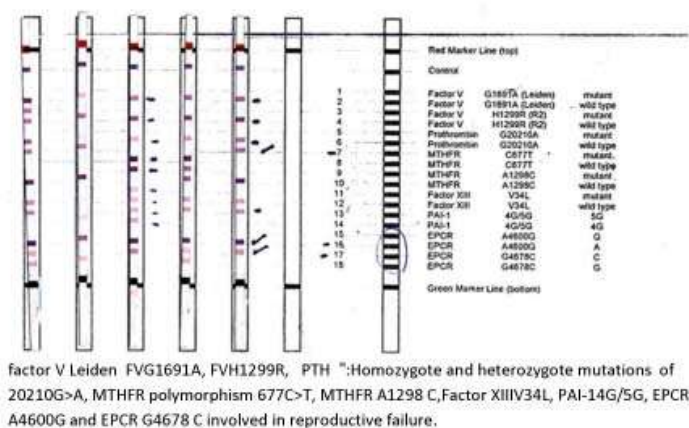 Red Marker Line (top)
Control
1 Factor V G1691A (Leiden) mutant
2 Factor V G1691A (Leiden) wild type
3 Factor V H1299R (R2) mutant
4 Factor V H1299R (R2) wild type
5 Prothrombin G20210A mutant
6 Prothrombin G20210A wild type
7 MTHFR C677T mutant
8 MTHFR C677T wild type
9 MTHFR A1298C mutant
10 MTHFR A1298C wild type
11 Factor XIII V34L mutant
12 Factor XIII V34L wild type
13 PAI-1 4G/5G 5G
14 PAI-1 4G/5G 4G
15 EPCR A4600G G
16 EPCR A4600G A
17 EPCR G4678C C
18 EPCR G4678C G
Green Marker Line (bottom)
factor V Leiden FVG1691A, FVH1299R, PTH ":Homozygote and heterozygote mutations of
20210G>A, MTHFR polymorphism 677C>T, MTHFR A1298 C,Factor XIIIV34L, PAI-14G/5G, EPCR
A4600G and EPCR G4678 C involved in reproductive failure.